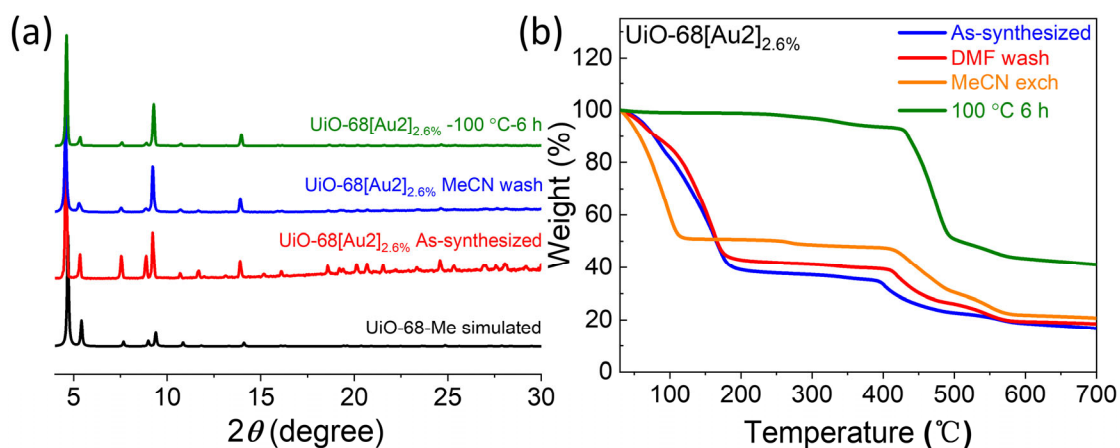 (a)
UiO-68[Au2]2.6% -100 °C-6 h
UiO-68[Au2]2.6% MeCN wash
UiO-68[Au2]2.6% As-synthesized
UiO-68-Me simulated
5 10 15 20 25 30
2θ (degree)
(b)
UiO-68[Au2]2.6%
As-synthesized
DMF wash
MeCN exch
100 °C 6 h
Weight (%)
120
100
80
60
40
20
0
100 200 300 400 500 600 700
Temperature (℃)